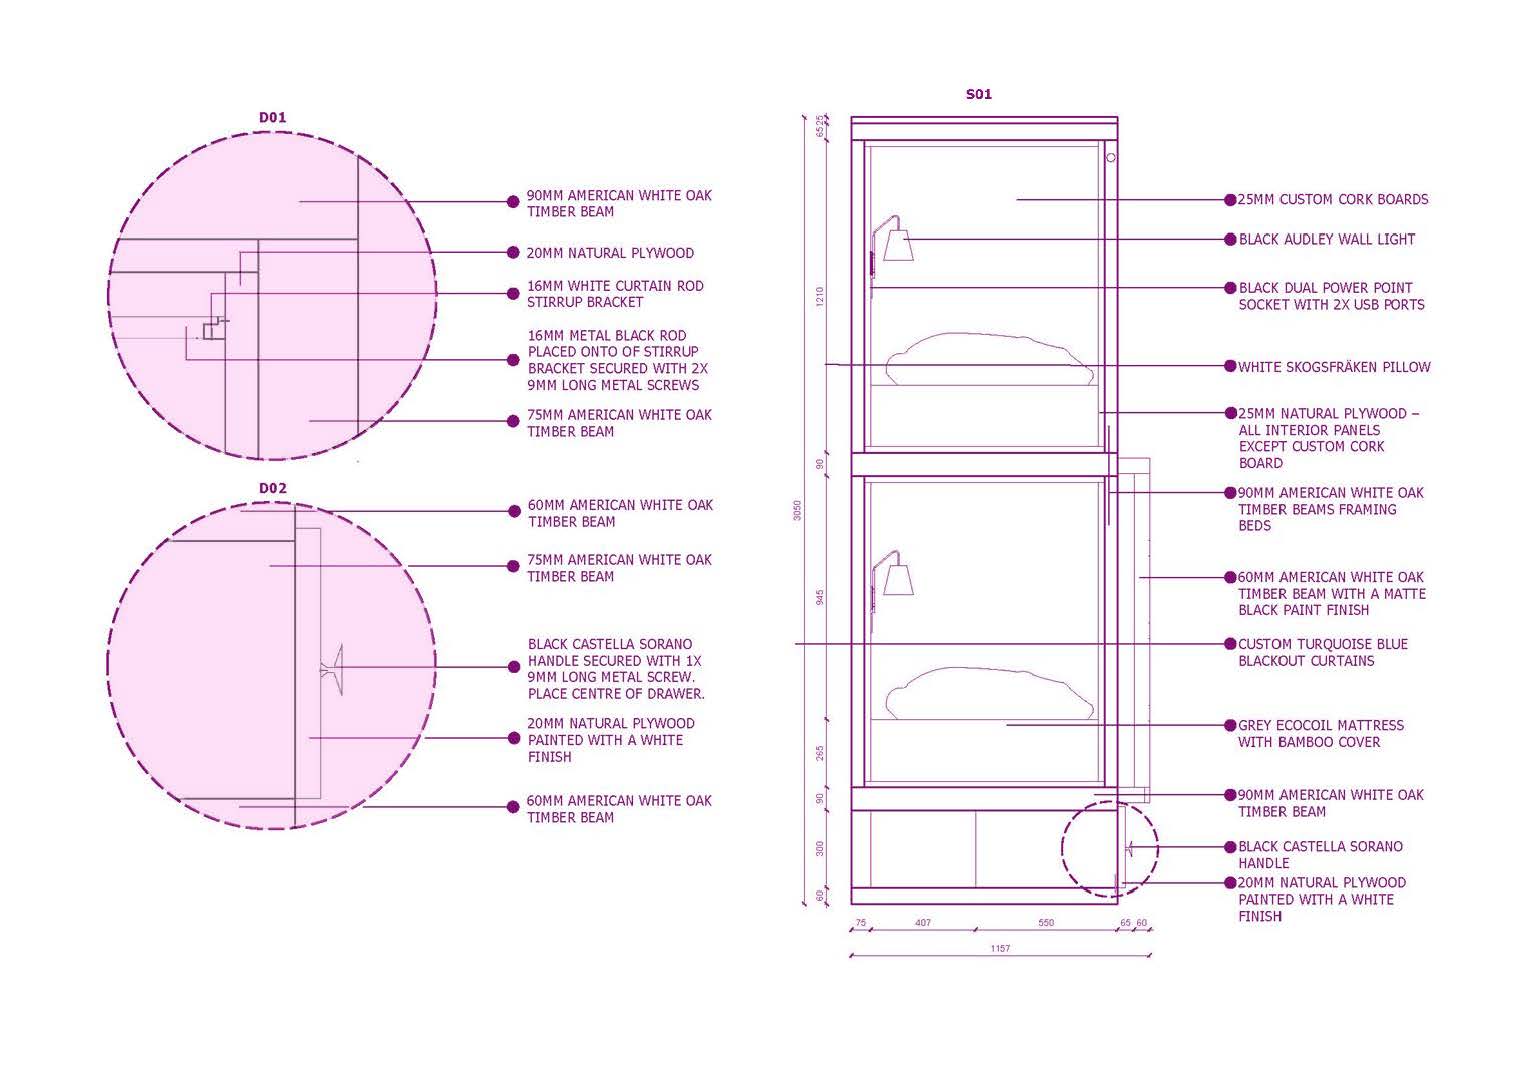 D01
90MM AMERICAN WHITE OAK
TIMBER BEAM
20MM NATURAL PLYWOOD
16MM WHITE CURTAIN ROD
STIRRUP BRACKET
16MM METAL BLACK ROD
PLACED ONTO OF STIRRUP
BRACKET SECURED WITH 2X
9MM LONG METAL SCREWS
75MM AMERICAN WHITE OAK
TIMBER BEAM
D02
60MM AMERICAN WHITE OAK
TIMBER BEAM
75MM AMERICAN WHITE OAK
TIMBER BEAM
BLACK CASTELLA SORANO
HANDLE SECURED WITH 1X
9MM LONG METAL SCREW.
PLACE CENTRE OF DRAWER.
20MM NATURAL PLYWOOD
PAINTED WITH A WHITE
FINISH
60MM AMERICAN WHITE OAK
TIMBER BEAM
S01
25
65
1210
90
3050
945
265
90
300
60
75
407
550
65
60
1157
25MM CUSTOM CORK BOARDS
BLACK AUDLEY WALL LIGHT
BLACK DUAL POWER POINT
SOCKET WITH 2X USB PORTS
WHITE SKOGSFRÄKEN PILLOW
25MM NATURAL PLYWOOD –
ALL INTERIOR PANELS
EXCEPT CUSTOM CORK
BOARD
90MM AMERICAN WHITE OAK
TIMBER BEAMS FRAMING
BEDS
60MM AMERICAN WHITE OAK
TIMBER BEAM WITH A MATTE
BLACK PAINT FINISH
CUSTOM TURQUOISE BLUE
BLACKOUT CURTAINS
GREY ECOCOIL MATTRESS
WITH BAMBOO COVER
90MM AMERICAN WHITE OAK
TIMBER BEAM
BLACK CASTELLA SORANO
HANDLE
20MM NATURAL PLYWOOD
PAINTED WITH A WHITE
FINISH